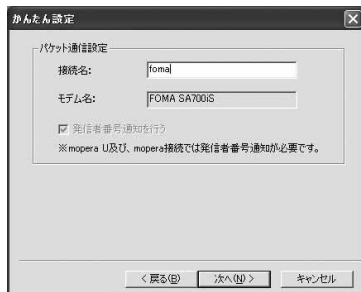 かんたん設定
パケット通信設定
接続名: foma
モデム名: FOMA SA700iS
発信者番号通知を行う
※mopera U及び、mopera接続では発信者番号通知が必要です。
< 戻る(B) 次へ(N) > キャンセル